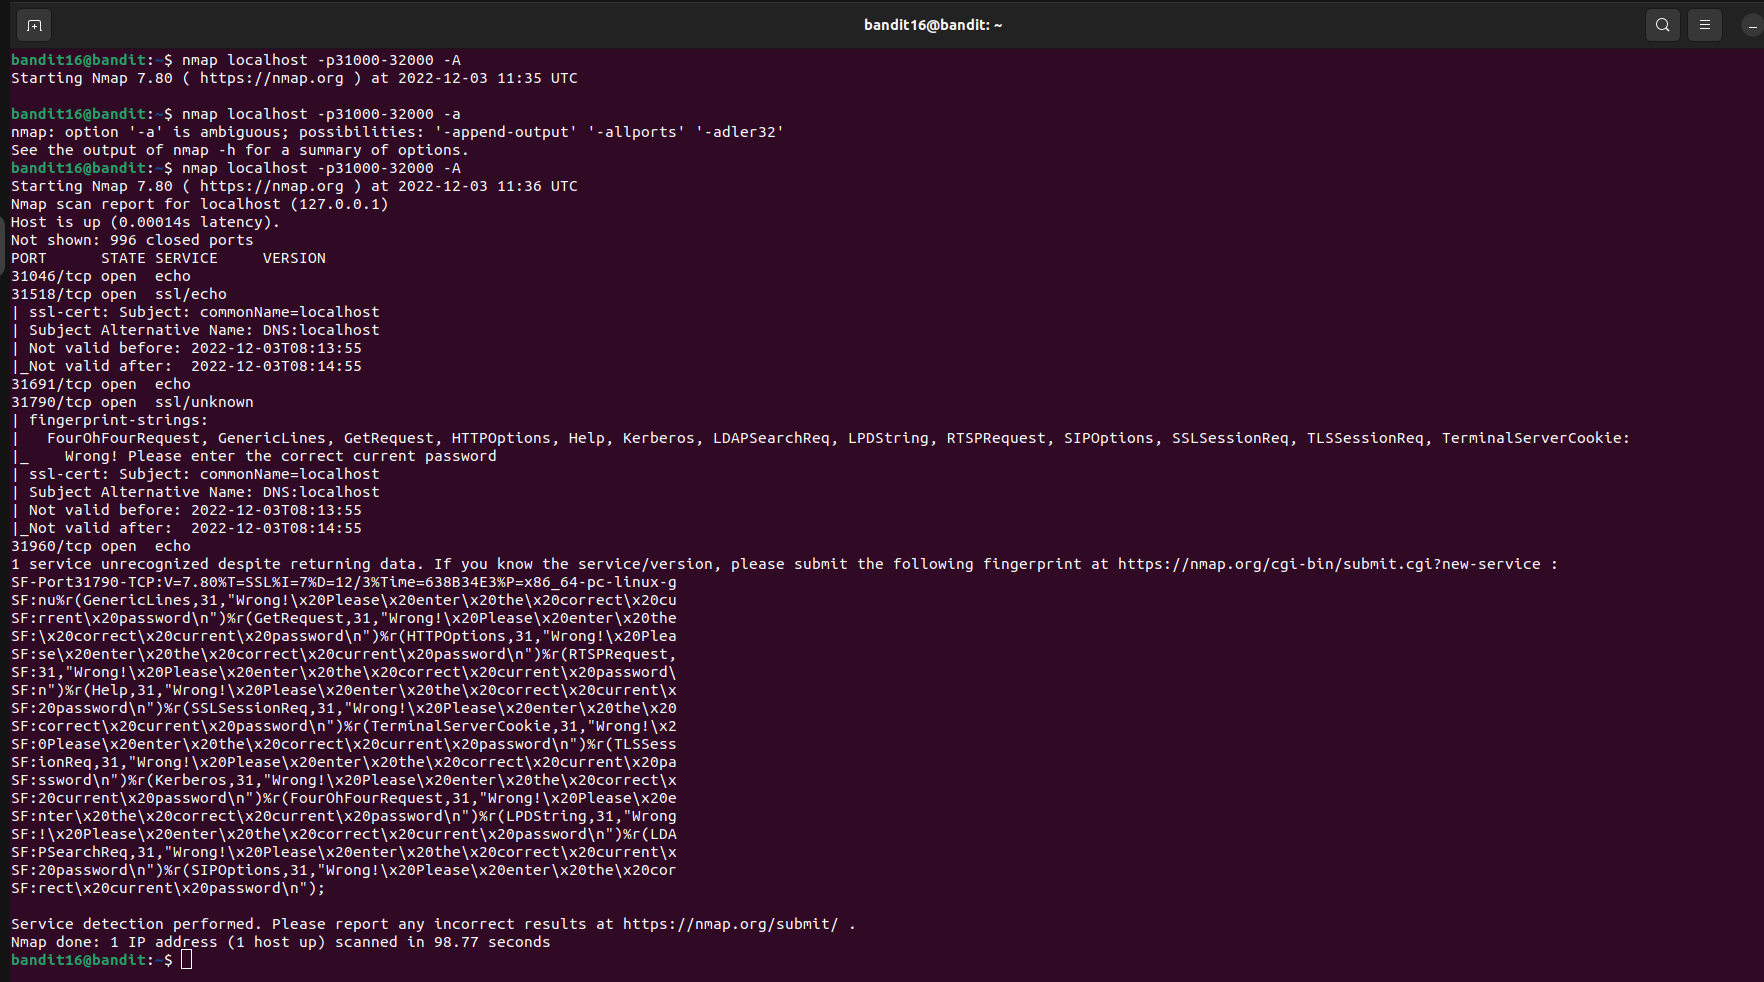 bandit16@bandit: ~
bandit16@bandit:~$ nmap localhost -p31000-32000 -A
Starting Nmap 7.80 ( https://nmap.org ) at 2022-12-03 11:35 UTC
bandit16@bandit:~$ nmap localhost -p31000-32000 -a
nmap: option '-a' is ambiguous; possibilities: '-append-output' '-allports' '-adler32'
See the output of nmap -h for a summary of options.
bandit16@bandit:~$ nmap localhost -p31000-32000 -A
Starting Nmap 7.80 ( https://nmap.org ) at 2022-12-03 11:36 UTC
Nmap scan report for localhost (127.0.0.1)
Host is up (0.00014s latency).
Not shown: 996 closed ports
PORT      STATE SERVICE     VERSION
31046/tcp open  echo
31518/tcp open  ssl/echo
| ssl-cert: Subject: commonName=localhost
| Subject Alternative Name: DNS:localhost
| Not valid before: 2022-12-03T08:13:55
|_Not valid after:  2022-12-03T08:14:55
31691/tcp open  echo
31790/tcp open  ssl/unknown
| fingerprint-strings:
|   FourOhFourRequest, GenericLines, GetRequest, HTTPOptions, Help, Kerberos, LDAPSearchReq, LPDString, RTSPRequest, SIPOptions, SSLSessionReq, TLSSessionReq, TerminalServerCookie:
|_    Wrong! Please enter the correct current password
| ssl-cert: Subject: commonName=localhost
| Subject Alternative Name: DNS:localhost
| Not valid before: 2022-12-03T08:13:55
|_Not valid after:  2022-12-03T08:14:55
31960/tcp open  echo
1 service unrecognized despite returning data. If you know the service/version, please submit the following fingerprint at https://nmap.org/cgi-bin/submit.cgi?new-service :
SF-Port31790-TCP:V=7.80%T=SSL%I=7%D=12/3%Time=638B34E3%P=x86_64-pc-linux-g
SF:nu%r(GenericLines,31,"Wrong!\x20Please\x20enter\x20the\x20correct\x20cu
SF:rrent\x20password\n")%r(GetRequest,31,"Wrong!\x20Please\x20enter\x20the
SF:\x20correct\x20current\x20password\n")%r(HTTPOptions,31,"Wrong!\x20Plea
SF:se\x20enter\x20the\x20correct\x20current\x20password\n")%r(RTSPRequest,
SF:31,"Wrong!\x20Please\x20enter\x20the\x20correct\x20current\x20password\
SF:n")%r(Help,31,"Wrong!\x20Please\x20enter\x20the\x20correct\x20current\x
SF:20password\n")%r(SSLSessionReq,31,"Wrong!\x20Please\x20enter\x20the\x20
SF:correct\x20current\x20password\n")%r(TerminalServerCookie,31,"Wrong!\x2
SF:0Please\x20enter\x20the\x20correct\x20current\x20password\n")%r(TLSSess
SF:ionReq,31,"Wrong!\x20Please\x20enter\x20the\x20correct\x20current\x20pa
SF:ssword\n")%r(Kerberos,31,"Wrong!\x20Please\x20enter\x20the\x20correct\x
SF:20current\x20password\n")%r(FourOhFourRequest,31,"Wrong!\x20Please\x20e
SF:nter\x20the\x20correct\x20current\x20password\n")%r(LPDString,31,"Wrong
SF:!\x20Please\x20enter\x20the\x20correct\x20current\x20password\n")%r(LDA
SF:PSearchReq,31,"Wrong!\x20Please\x20enter\x20the\x20correct\x20current\x
SF:20password\n")%r(SIPOptions,31,"Wrong!\x20Please\x20enter\x20the\x20cor
SF:rect\x20current\x20password\n");
Service detection performed. Please report any incorrect results at https://nmap.org/submit/ .
Nmap done: 1 IP address (1 host up) scanned in 98.77 seconds
bandit16@bandit:~$